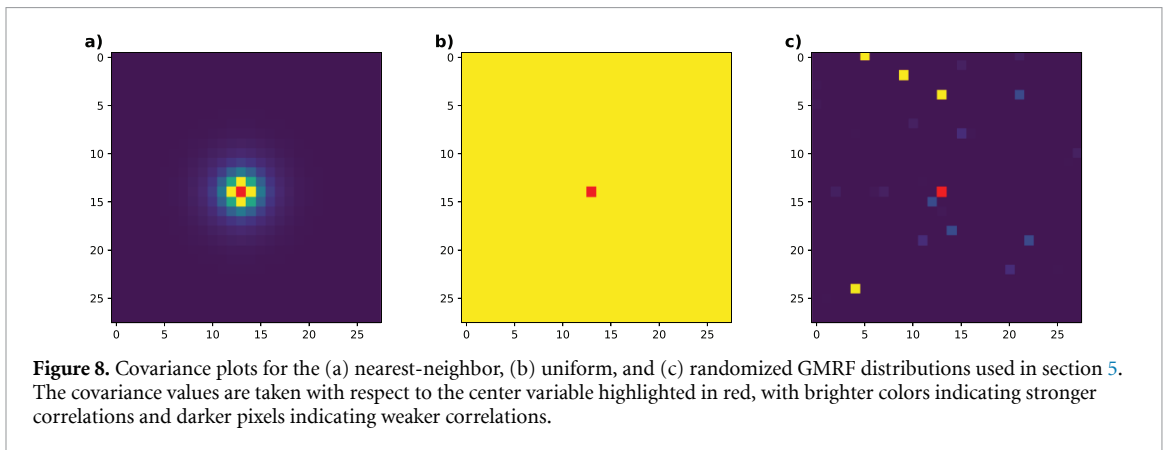 a)
b)
c)
0
5
10
15
20
25
0 5 10 15 20 25
0
5
10
15
20
25
0 5 10 15 20 25
0
5
10
15
20
25
0 5 10 15 20 25
Figure 8. Covariance plots for the (a) nearest-neighbor, (b) uniform, and (c) randomized GMRF distributions used in section 5.
The covariance values are taken with respect to the center variable highlighted in red, with brighter colors indicating stronger
correlations and darker pixels indicating weaker correlations.